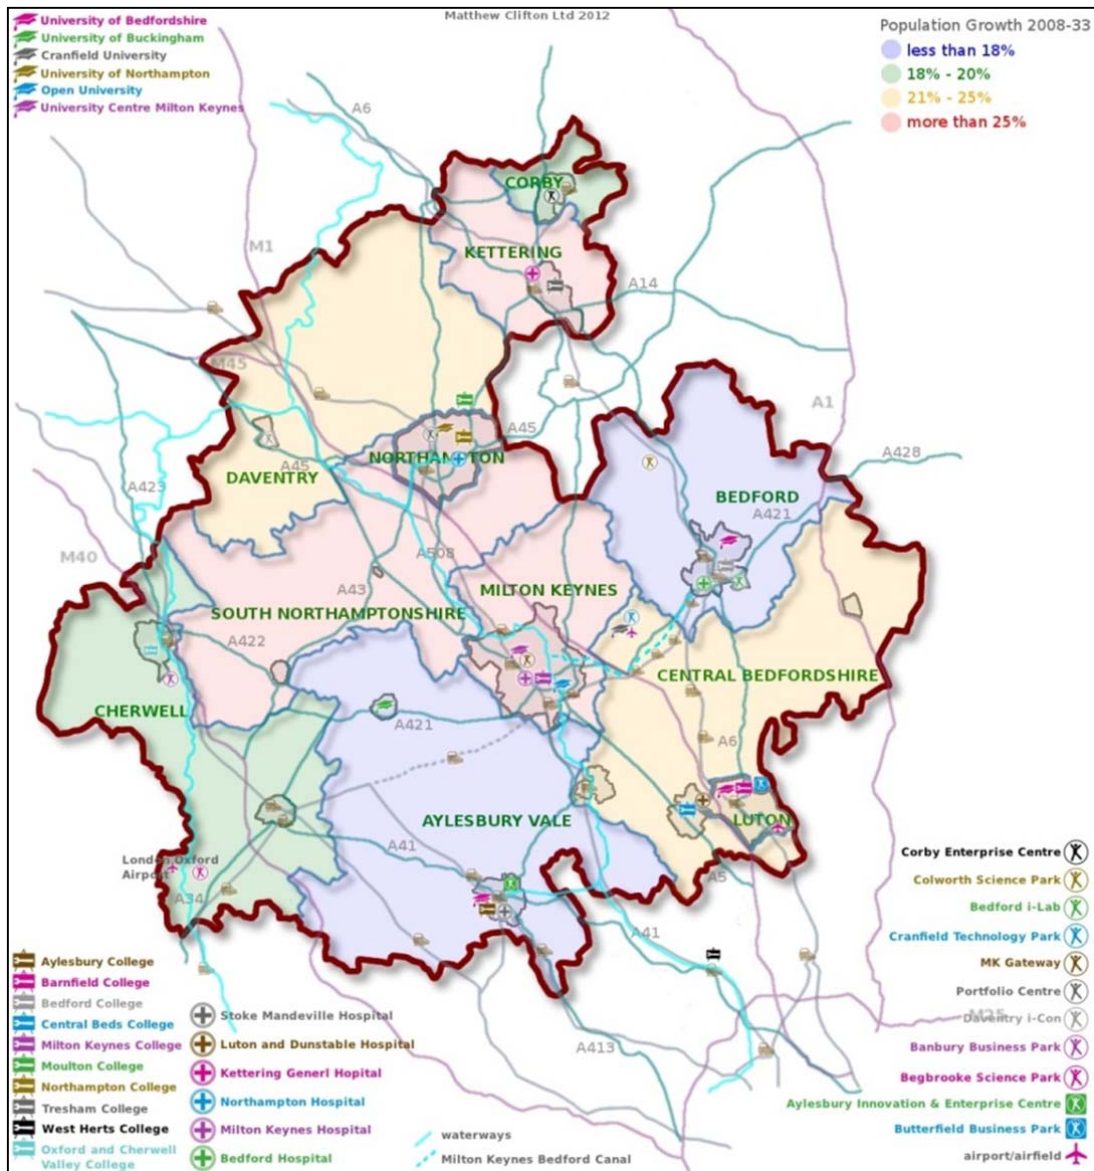 Matthew Clifton Ltd 2012
University of Bedfordshire
University of Buckingham
Cranfield University
University of Northampton
Open University
University Centre Milton Keynes
Population Growth 2008-33
less than 18%
18% - 20%
21% - 25%
more than 25%
A6
CORBY
M1
KETTERING
A14
M45
A1
A45
NORTHAMPTON
A428
A45
DAVENTRY
A423
BEDFORD
A421
M40
A508
A43
MILTON KEYNES
SOUTH NORTHAMPTONSHIRE
A422
CENTRAL BEDFORDSHIRE
CHERWELL
A421
A6
AYLESBURY VALE
LUTON
A41
London Oxford
Airport
A5
A34
A41
M25
A413
Aylesbury College
Barnfield College
Bedford College
Central Beds College
Milton Keynes College
Moulton College
Northampton College
Tresham College
West Herts College
Oxford and Cherwell
Valley College
Stoke Mandeville Hospital
Luton and Dunstable Hospital
Kettering Generl Hopital
Northampton Hospital
Milton Keynes Hospital
Bedford Hospital
waterways
Milton Keynes Bedford Canal
Corby Enterprise Centre
Colworth Science Park
Bedford i-Lab
Cranfield Technology Park
MK Gateway
Portfolio Centre
Daventry i-Con
Banbury Business Park
Begbrooke Science Park
Aylesbury Innovation & Enterprise Centre
Butterfield Business Park
airport/airfield